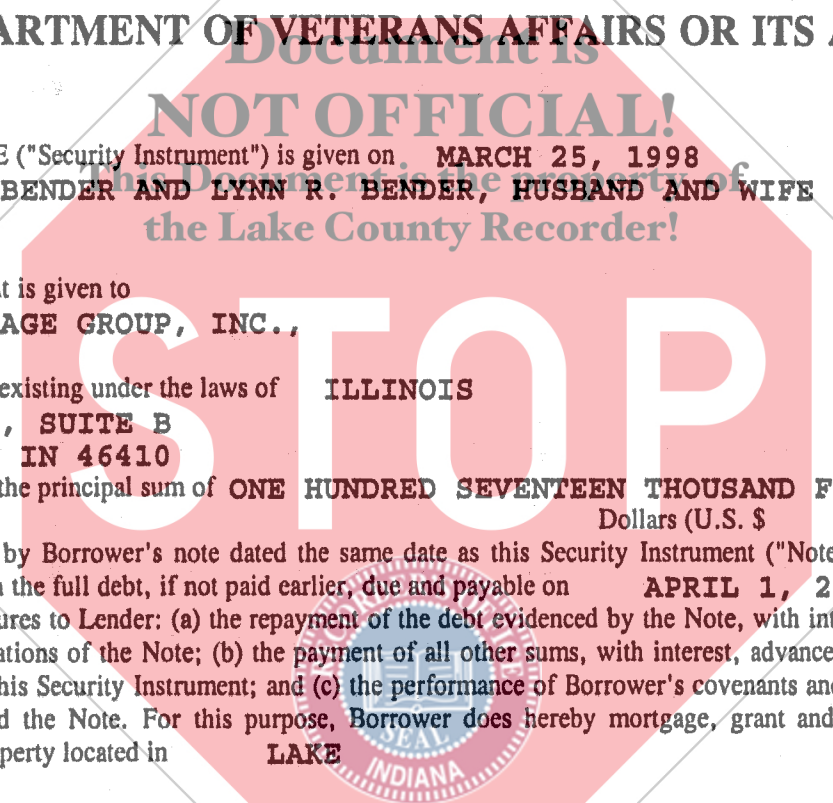 ARTMENT OF VETERANS AFFAIRS OR ITS
Document is
NOT OFFICIAL!
("Security Instrument") is given on MARCH 25, 1998
This Document is the property of
BENDER AND LYNN R. BENDER, HUSBAND AND WIFE
the Lake County Recorder!
t is given to
AGE GROUP, INC.,
existing under the laws of ILLINOIS
, SUITE B
IN 46410
STOP
the principal sum of ONE HUNDRED SEVENTEEN THOUSAND F
Dollars (U.S. $
by Borrower's note dated the same date as this Security Instrument ("Note
the full debt, if not paid earlier, due and payable on APRIL 1, 2
ures to Lender: (a) the repayment of the debt evidenced by the Note, with int
ations of the Note; (b) the payment of all other sums, with interest, advance
his Security Instrument; and (c) the performance of Borrower's covenants and
d the Note. For this purpose, Borrower does hereby mortgage, grant and
perty located in LAKE
SEAL
INDIANA